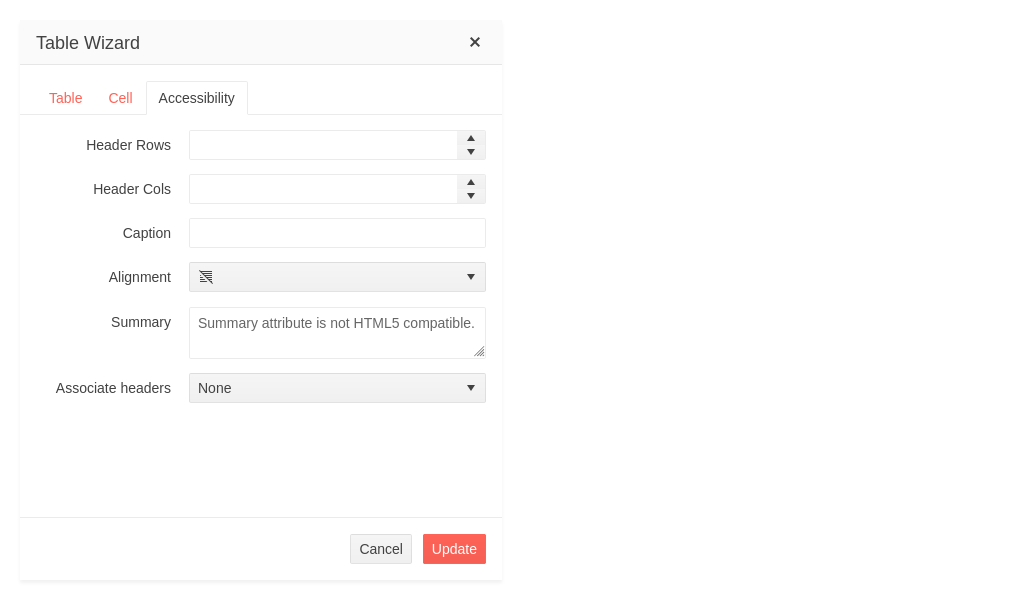 Table Wizard
Table Cell Accessibility
Header Rows
Header Cols
Caption
Alignment
Summary Summary attribute is not HTML5 compatible.
Associate headers None
Cancel Update